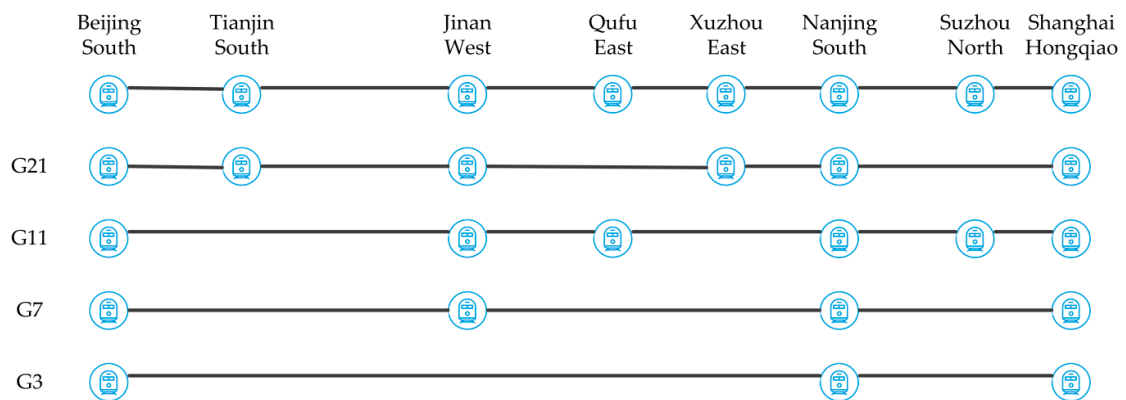 Beijing Tianjin Jinan Qufu Xuzhou Nanjing Suzhou Shanghai
South South West East East South North Hongqiao
G21
G11
G7
G3